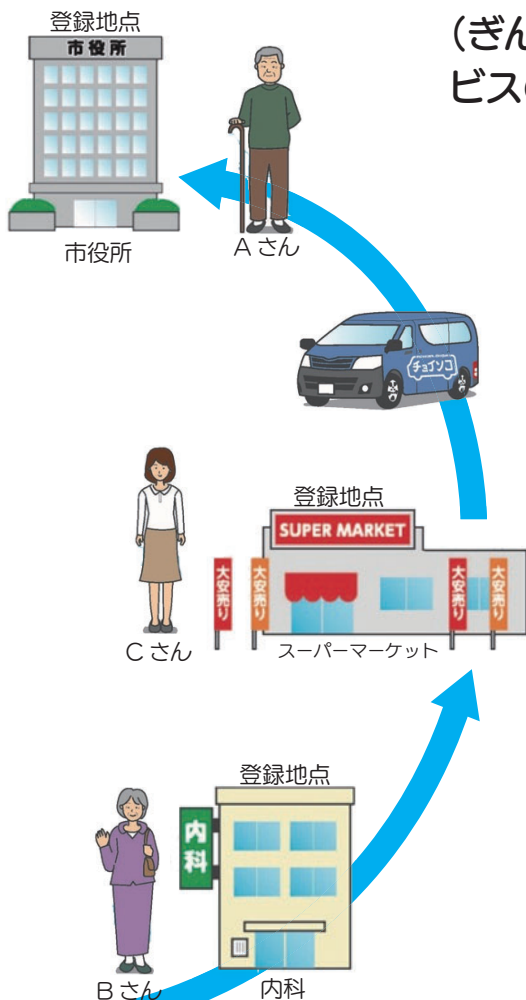 登録地点
市役所
市役所
Aさん
(ぎん
ビス
チョイソコ
登録地点
SUPER MARKET
大安売り
大安売り
大安売り
大安売り
Cさん
スーパーマーケット
登録地点
内科
Bさん
内科